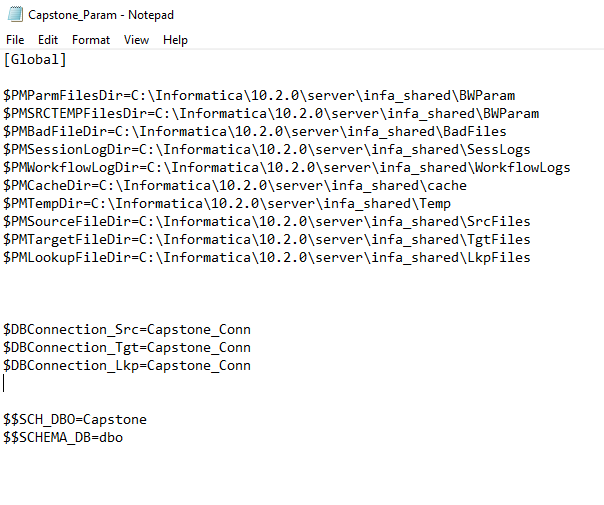 Capstone_Param - Notepad
File Edit Format View Help
[Global]
$PMParmFilesDir=C:\Informatica\10.2.0\server\infa_shared\BWParam
$PMSRCTEMPFilesDir=C:\Informatica\10.2.0\server\infa_shared\BWParam
$PMBadFileDir=C:\Informatica\10.2.0\server\infa_shared\BadFiles
$PMSessionLogDir=C:\Informatica\10.2.0\server\infa_shared\SessLogs
$PMWorkflowLogDir=C:\Informatica\10.2.0\server\infa_shared\WorkflowLogs
$PMCacheDir=C:\Informatica\10.2.0\server\infa_shared\cache
$PMTempDir=C:\Informatica\10.2.0\server\infa_shared\Temp
$PMSourceFileDir=C:\Informatica\10.2.0\server\infa_shared\SrcFiles
$PMTargetFileDir=C:\Informatica\10.2.0\server\infa_shared\TgtFiles
$PMLookupFileDir=C:\Informatica\10.2.0\server\infa_shared\LkpFiles
$DBConnection_Src=Capstone_Conn
$DBConnection_Tgt=Capstone_Conn
$DBConnection_Lkp=Capstone_Conn
$$SCH_DBO=Capstone
$$SCHEMA_DB=dbo